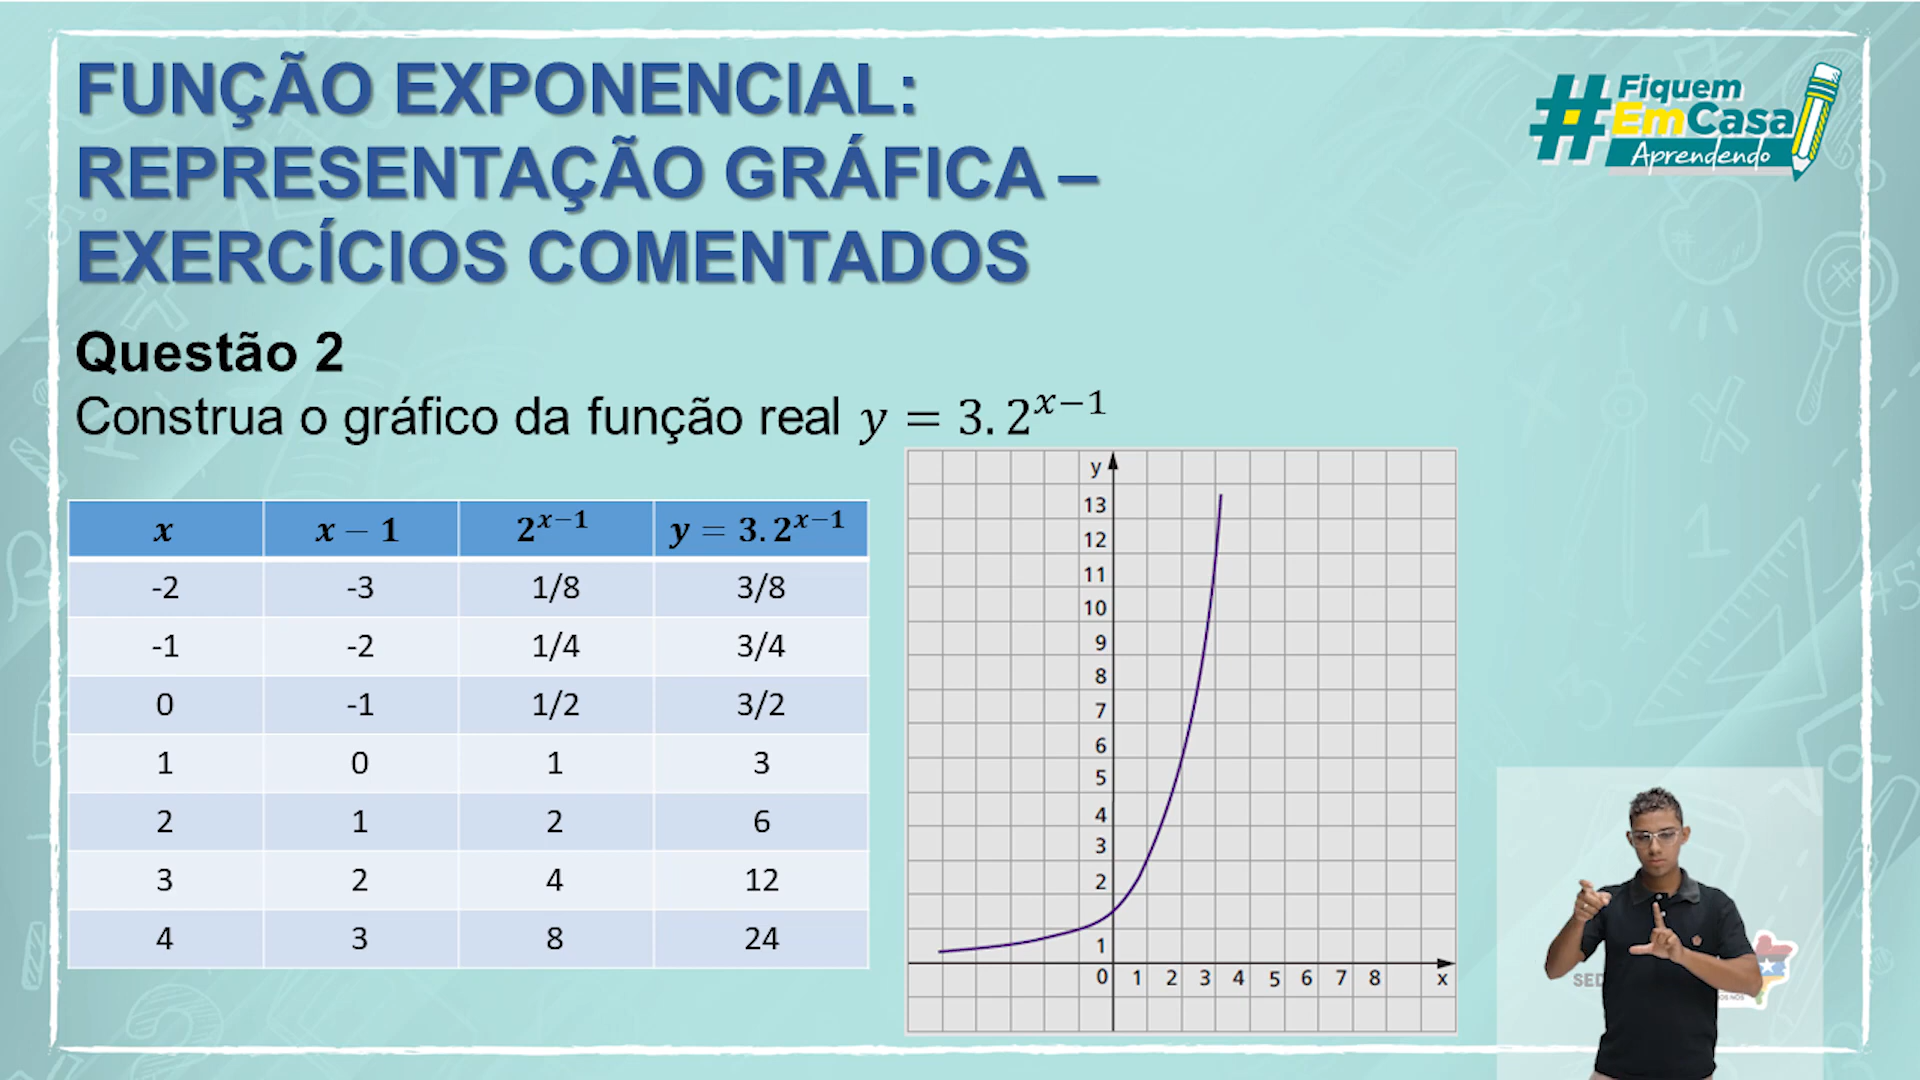 FUNÇÃO EXPONENCIAL:
REPRESENTAÇÃO GRÁFICA –
EXERCÍCIOS COMENTADOS
#Fiquem
EmCasa
Aprendendo
Questão 2
Construa o gráfico da função real y = 3.2^{x−1}
x x − 1 2^{x−1} y = 3.2^{x−1}
-2 -3 1/8 3/8
-1 -2 1/4 3/4
0 -1 1/2 3/2
1 0 1 3
2 1 2 6
3 2 4 12
4 3 8 24
y
13
12
11
10
9
8
7
6
5
4
3
2
1
0 1 2 3 4 5 6 7 8 x
SED